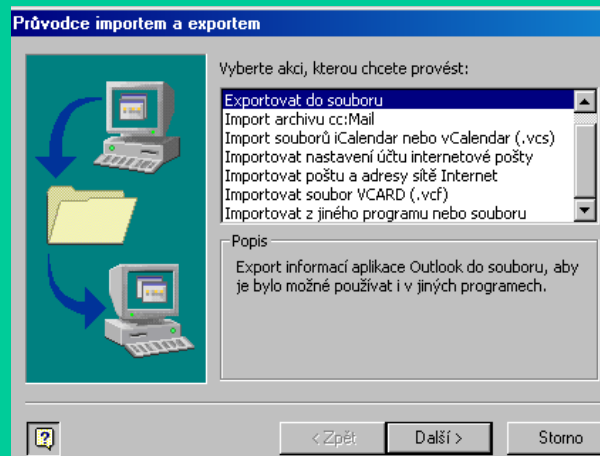 Průvodce importem a exportem
Vyberte akci, kterou chcete provést:
Exportovat do souboru
Import archivu cc:Mail
Import souborů iCalendar nebo vCalendar (.vcs)
Importovat nastavení účtu internetové pošty
Importovat poštu a adresy sítě Internet
Importovat soubor VCARD (.vcf)
Importovat z jiného programu nebo souboru
Popis
Export informací aplikace Outlook do souboru, aby
je bylo možné používat i v jiných programech.
?
< Zpět
Další >
Storno